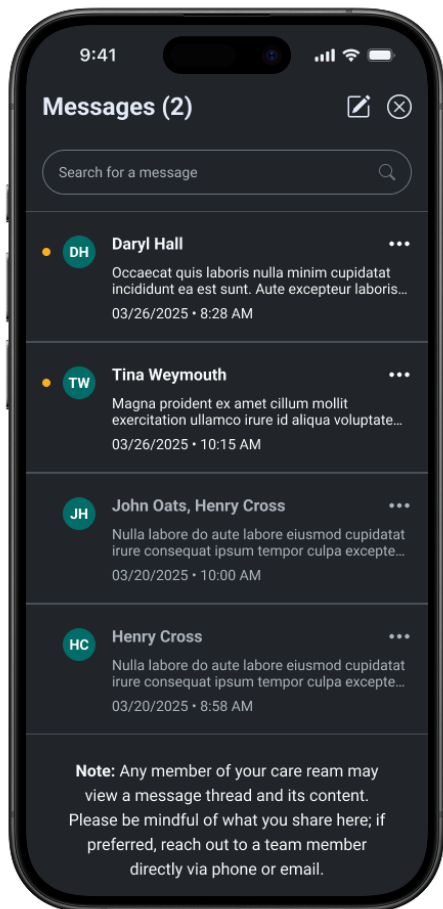 9:41
Messages (2)
Search for a message
DH
Daryl Hall
Occaecat quis laboris nulla minim cupidatat
incididunt ea est sunt. Aute excepteur laboris...
03/26/2025 • 8:28 AM
TW
Tina Weymouth
Magna proident ex amet cillum mollit
exercitation ullamco irure id aliqua voluptate...
03/26/2025 • 10:15 AM
JH
John Oats, Henry Cross
Nulla labore do aute labore eiusmod cupidatat
irure consequat ipsum tempor culpa excepte...
03/20/2025 • 10:00 AM
HC
Henry Cross
Nulla labore do aute labore eiusmod cupidatat
irure consequat ipsum tempor culpa excepte...
03/20/2025 • 8:58 AM
Note: Any member of your care ream may
view a message thread and its content.
Please be mindful of what you share here; if
preferred, reach out to a team member
directly via phone or email.